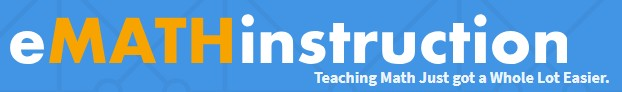 eMATHinstruction
Teaching Math Just got a Whole Lot Easier.